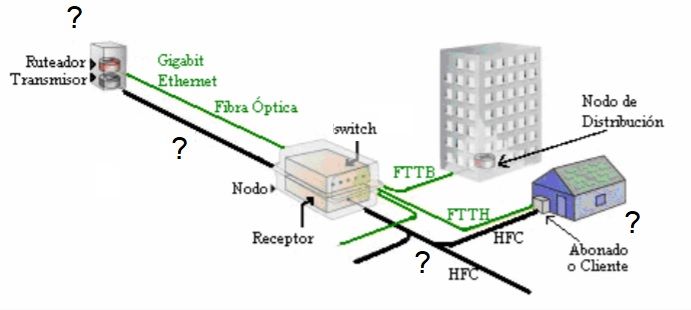 ?
Ruteador
Transmisor
Gigabit
Ethernet
Fibra Óptica
?
switch
Nodo
Receptor
FTTB
Nodo de
Distribución
FTTH
HFC
?
HFC
?
Abonado
o Cliente